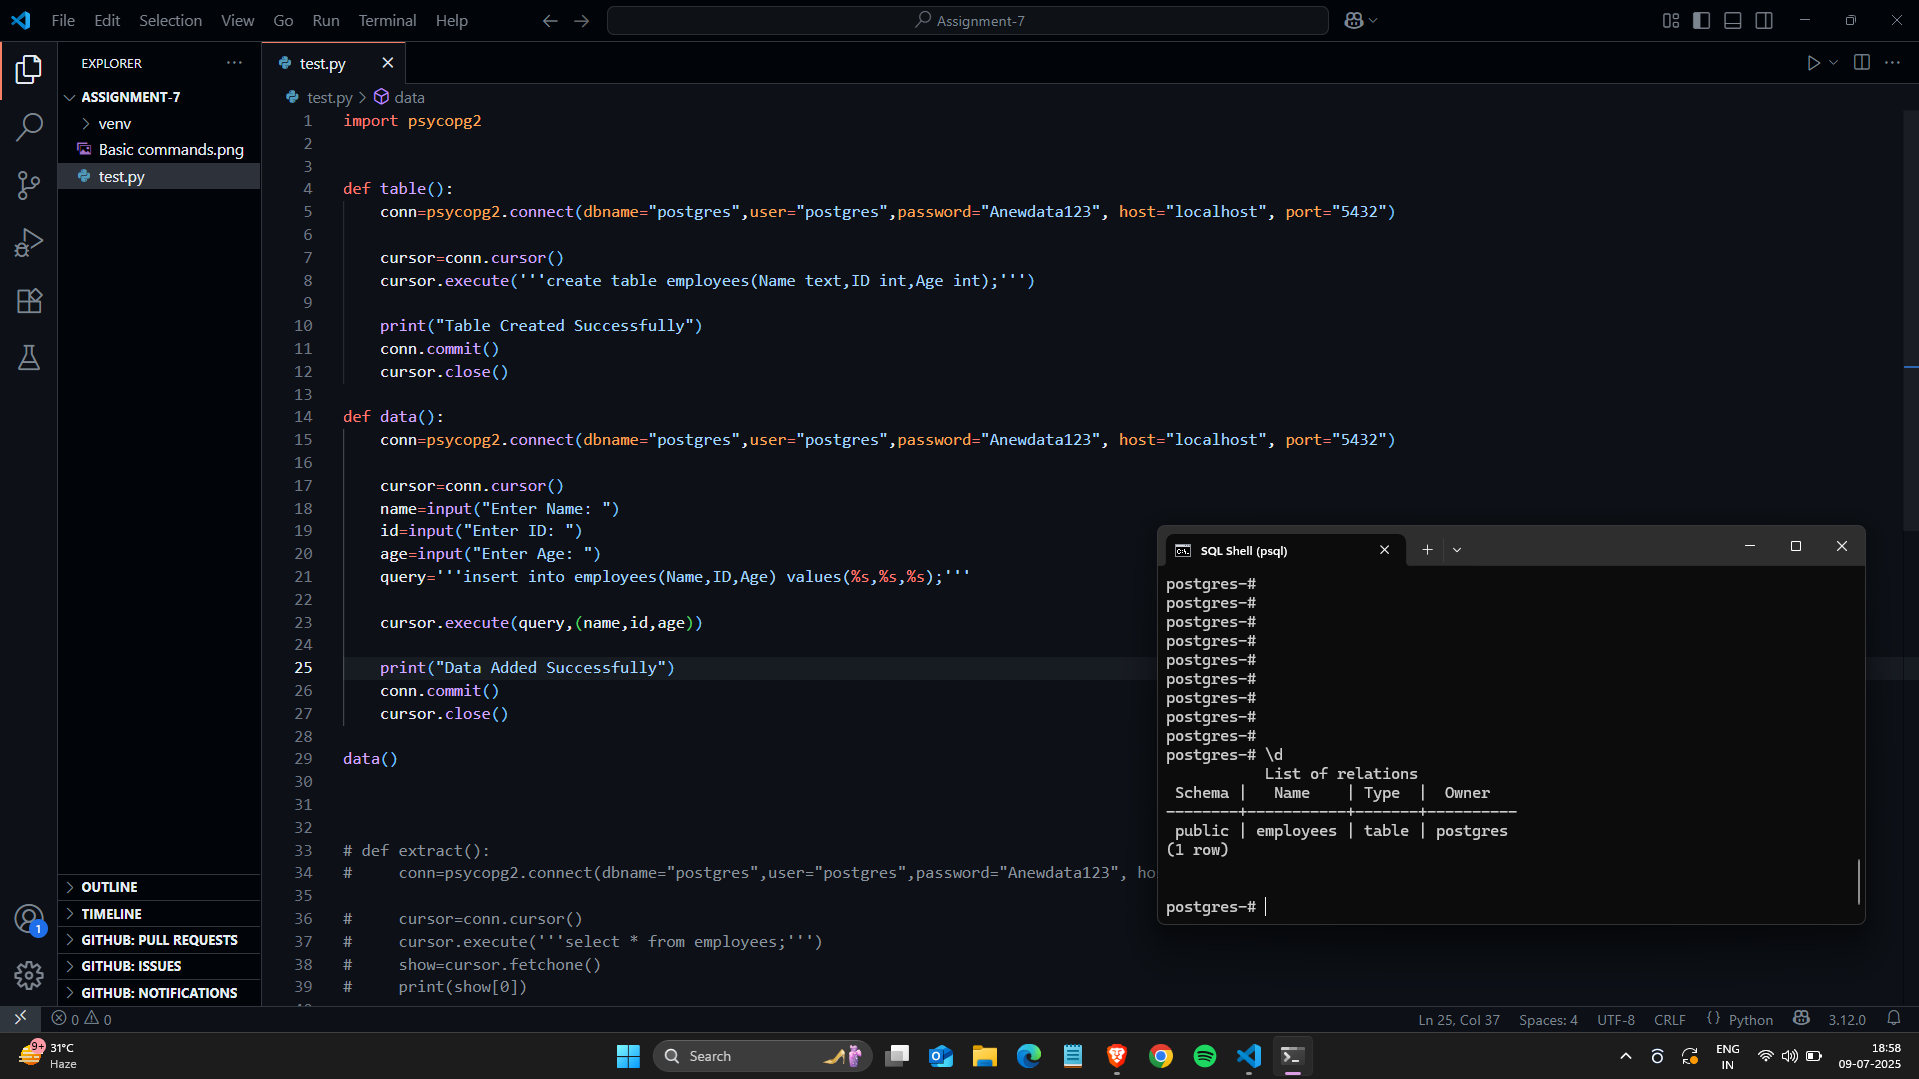 File Edit Selection View Go Run Terminal Help
Assignment-7
EXPLORER
ASSIGNMENT-7
venv
Basic commands.png
test.py
OUTLINE
TIMELINE
GITHUB: PULL REQUESTS
GITHUB: ISSUES
GITHUB: NOTIFICATIONS
1
test.py
test.py > data
1 import psycopg2
2
3
4 def table():
5 conn=psycopg2.connect(dbname="postgres",user="postgres",password="Anewdata123", host="localhost", port="5432")
6
7 cursor=conn.cursor()
8 cursor.execute('''create table employees(Name text,ID int,Age int);''')
9
10 print("Table Created Successfully")
11 conn.commit()
12 cursor.close()
13
14 def data():
15 conn=psycopg2.connect(dbname="postgres",user="postgres",password="Anewdata123", host="localhost", port="5432")
16
17 cursor=conn.cursor()
18 name=input("Enter Name: ")
19 id=input("Enter ID: ")
20 age=input("Enter Age: ")
21 query='''insert into employees(Name,ID,Age) values(%s,%s,%s);'''
22
23 cursor.execute(query,(name,id,age))
24
25 print("Data Added Successfully")
26 conn.commit()
27 cursor.close()
28
29 data()
30
31
32
33 # def extract():
34 # conn=psycopg2.connect(dbname="postgres",user="postgres",password="Anewdata123", ho
35
36 # cursor=conn.cursor()
37 # cursor.execute('''select * from employees;''')
38 # show=cursor.fetchone()
39 # print(show[0])
SQL Shell (psql)
postgres-#
postgres-#
postgres-#
postgres-#
postgres-#
postgres-#
postgres-#
postgres-#
postgres-#
postgres-# \d
List of relations
Schema | Name | Type | Owner
--------+-----------+-------+----------
public | employees | table | postgres
(1 row)
postgres-#
0 0
Ln 25, Col 37 Spaces: 4 UTF-8 CRLF {} Python 3.12.0
9+
31°C
Haze
Search
ENG
IN
18:58
09-07-2025